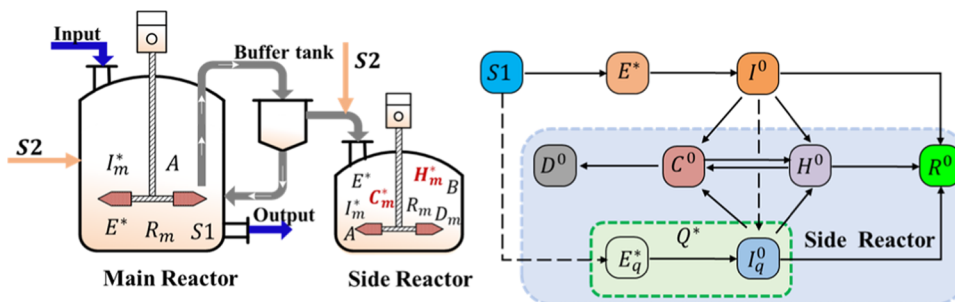 Input
Buffer tank
S2
S2
I*m A
E* Rm S1
Output
Main Reactor
E* H*m B
C*m
I*m Rm Dm
A
Side Reactor
S1 E* I⁰
D⁰ C⁰ H⁰ R⁰
Q*
E*q I⁰q
Side Reactor